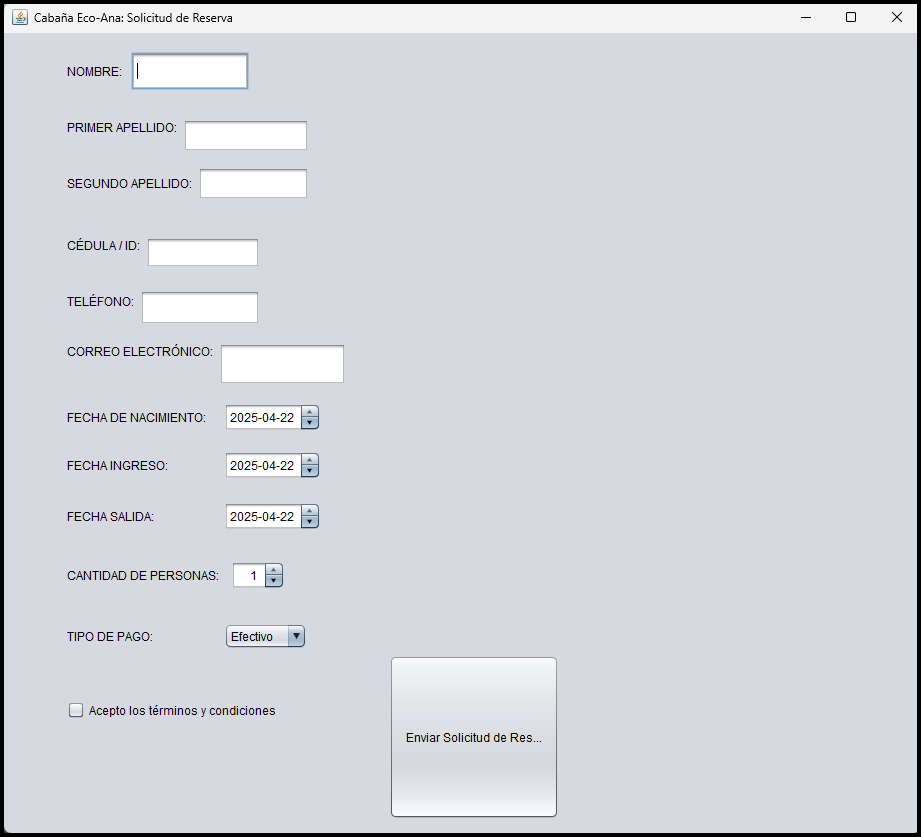 Cabaña Eco-Ana: Solicitud de Reserva
NOMBRE:
PRIMER APELLIDO:
SEGUNDO APELLIDO:
CÉDULA / ID:
TELÉFONO:
CORREO ELECTRÓNICO:
FECHA DE NACIMIENTO: 2025-04-22
FECHA INGRESO: 2025-04-22
FECHA SALIDA: 2025-04-22
CANTIDAD DE PERSONAS: 1
TIPO DE PAGO: Efectivo
Acepto los términos y condiciones
Enviar Solicitud de Res...